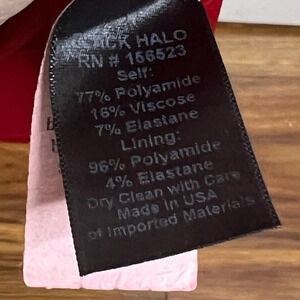 ACK HALO
RN # 156523
Self:
77% Polyamide
16% Viscose
7% Elastane
Lining:
96% Polyamide
4% Elastane
Dry Clean with Care
Made in USA
of Imported Materials